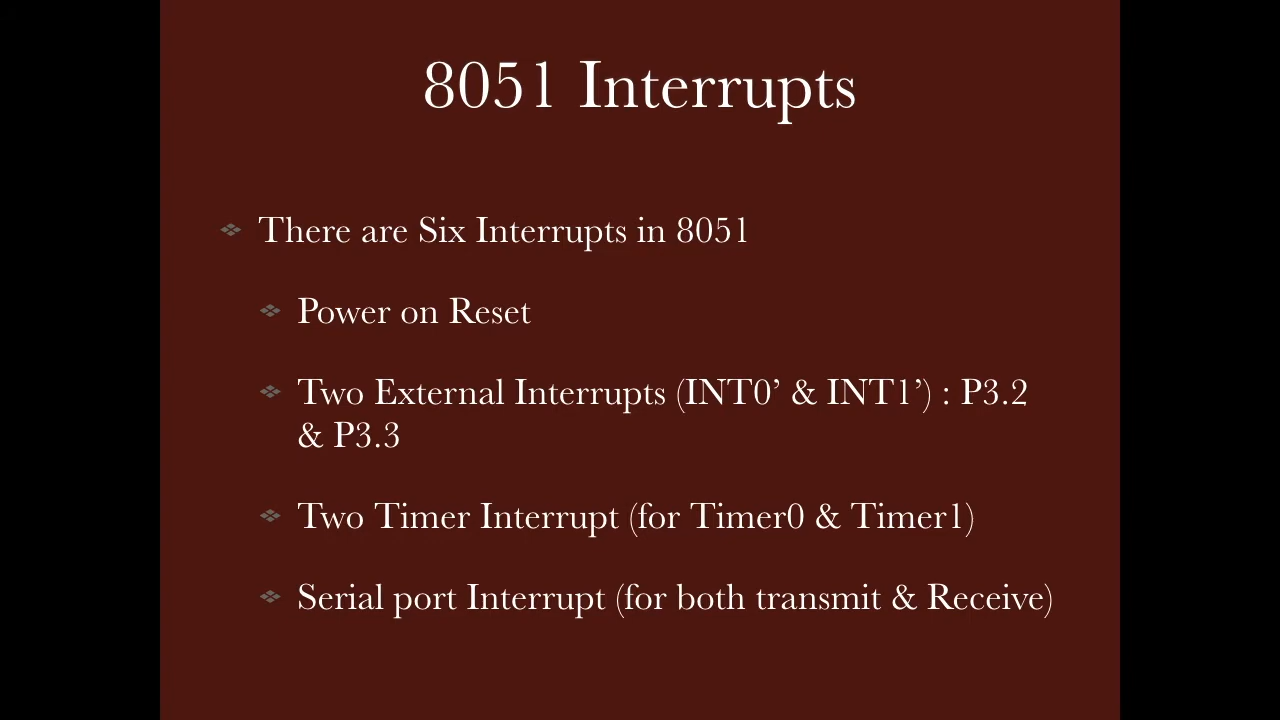 8051 Interrupts
There are Six Interrupts in 8051
Power on Reset
Two External Interrupts (INT0’ & INT1’) : P3.2
& P3.3
Two Timer Interrupt (for Timer0 & Timer1)
Serial port Interrupt (for both transmit & Receive)